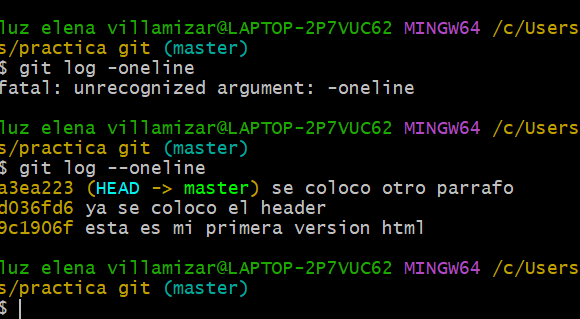 luz elena villamizar@LAPTOP-2P7VUC62 MINGW64 /c/Users
s/practica git (master)
$ git log -oneline
fatal: unrecognized argument: -oneline
luz elena villamizar@LAPTOP-2P7VUC62 MINGW64 /c/Users
s/practica git (master)
$ git log --oneline
a3ea223 (HEAD -> master) se coloco otro parrafo
d036fd6 ya se coloco el header
9c1906f esta es mi primera version html
luz elena villamizar@LAPTOP-2P7VUC62 MINGW64 /c/Users
s/practica git (master)
$